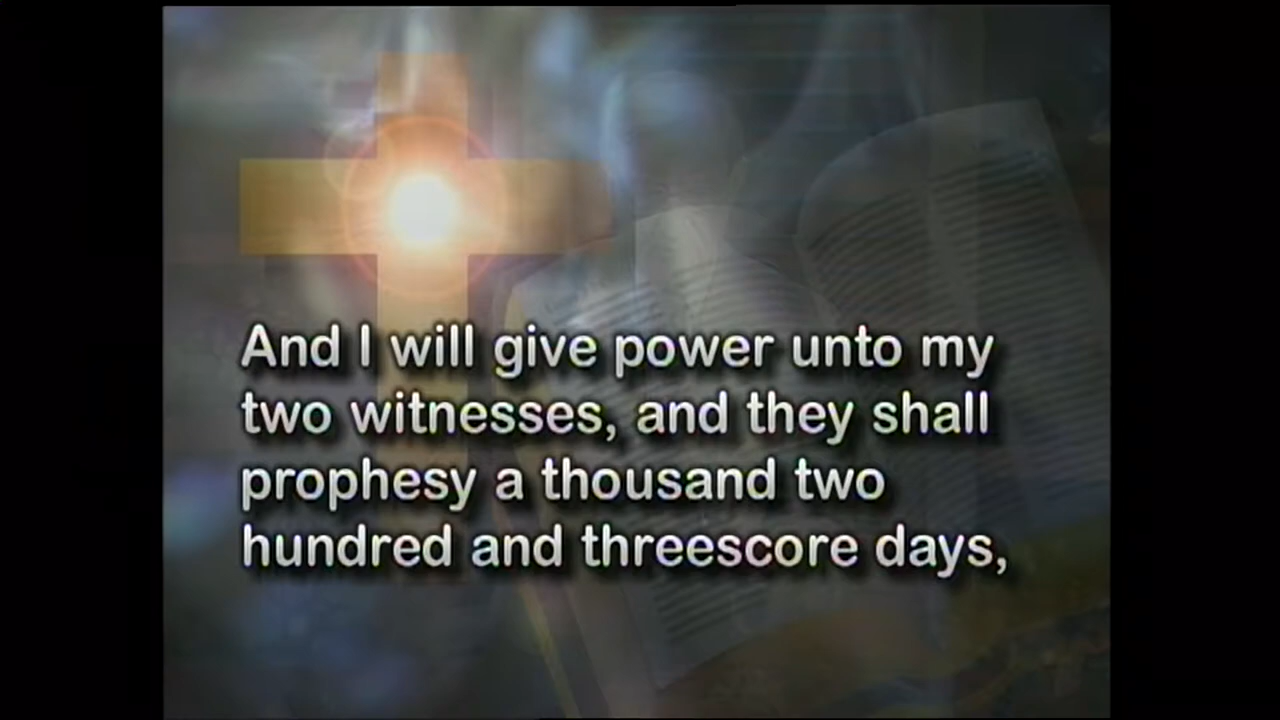 And I will give power unto my
two witnesses, and they shall
prophesy a thousand two
hundred and threescore days,